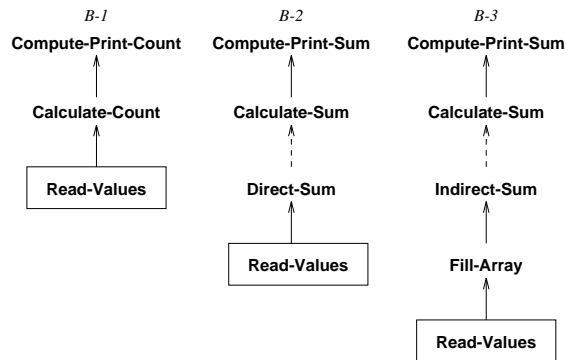 B-1 B-2 B-3
Compute-Print-Count Compute-Print-Sum Compute-Print-Sum
Calculate-Count Calculate-Sum Calculate-Sum
Read-Values Direct-Sum Indirect-Sum
Read-Values Fill-Array
Read-Values